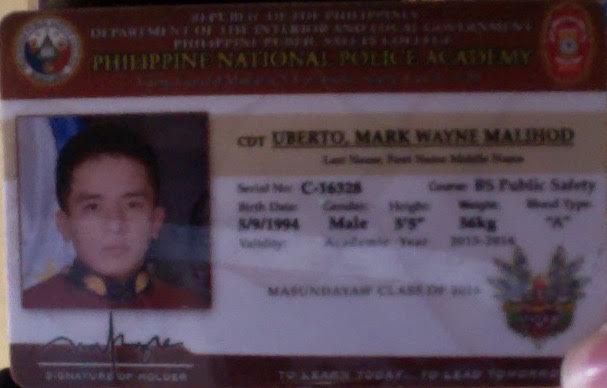 REPUBLIC OF THE PHILIPPINES
DEPARTMENT OF THE INTERIOR AND LOCAL GOVERNMENT
PHILIPPINE PUBLIC SAFETY COLLEGE
PHILIPPINE NATIONAL POLICE ACADEMY
CDT UBERTO, MARK WAYNE MALIHOD
Last Name, First Name Middle Name
Serial No: C-16328 Course: BS Public Safety
Birth Date: Gender: Height: Weight: Blood Type:
5/9/1994 Male 5'5" 56kg "A"
Validity: Academic Year 2015-2016
MASUNDAYAW CLASS OF 2016
SIGNATURE OF HOLDER
TO LEARN TODAY... TO LEAD TOMORROW